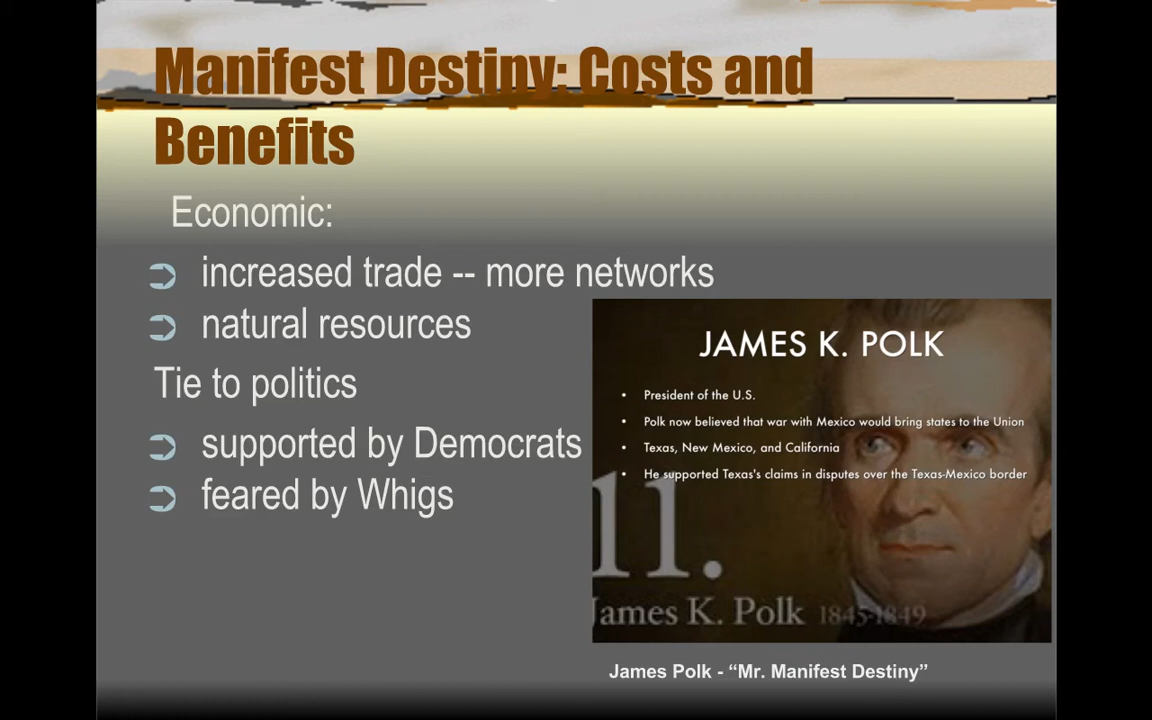 Manifest Destiny: Costs and
Benefits
Economic:
increased trade -- more networks
natural resources
Tie to politics
supported by Democrats
feared by Whigs
JAMES K. POLK
• President of the U.S.
• Polk now believed that war with Mexico would bring states to the Union
• Texas, New Mexico, and California
• He supported Texas's claims in disputes over the Texas-Mexico border
11.
James K. Polk 1845-1849
James Polk - “Mr. Manifest Destiny”